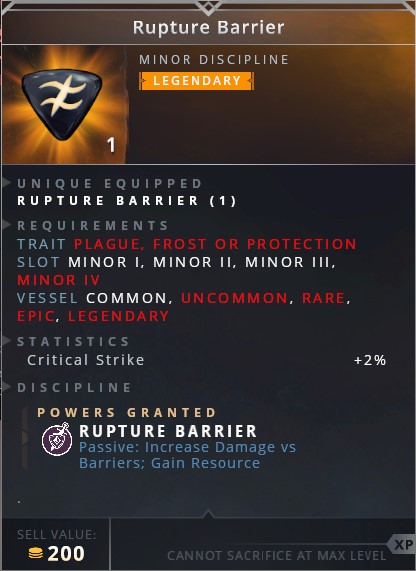 Rupture Barrier
MINOR DISCIPLINE
LEGENDARY
1
UNIQUE EQUIPPED
RUPTURE BARRIER (1)
REQUIREMENTS
TRAIT PLAGUE, FROST OR PROTECTION
SLOT MINOR I, MINOR II, MINOR III,
MINOR IV
VESSEL COMMON, UNCOMMON, RARE,
EPIC, LEGENDARY
STATISTICS
Critical Strike +2%
DISCIPLINE
POWERS GRANTED
RUPTURE BARRIER
Passive: Increase Damage vs
Barriers; Gain Resource
.
SELL VALUE:
200
XP
CANNOT SACRIFICE AT MAX LEVEL